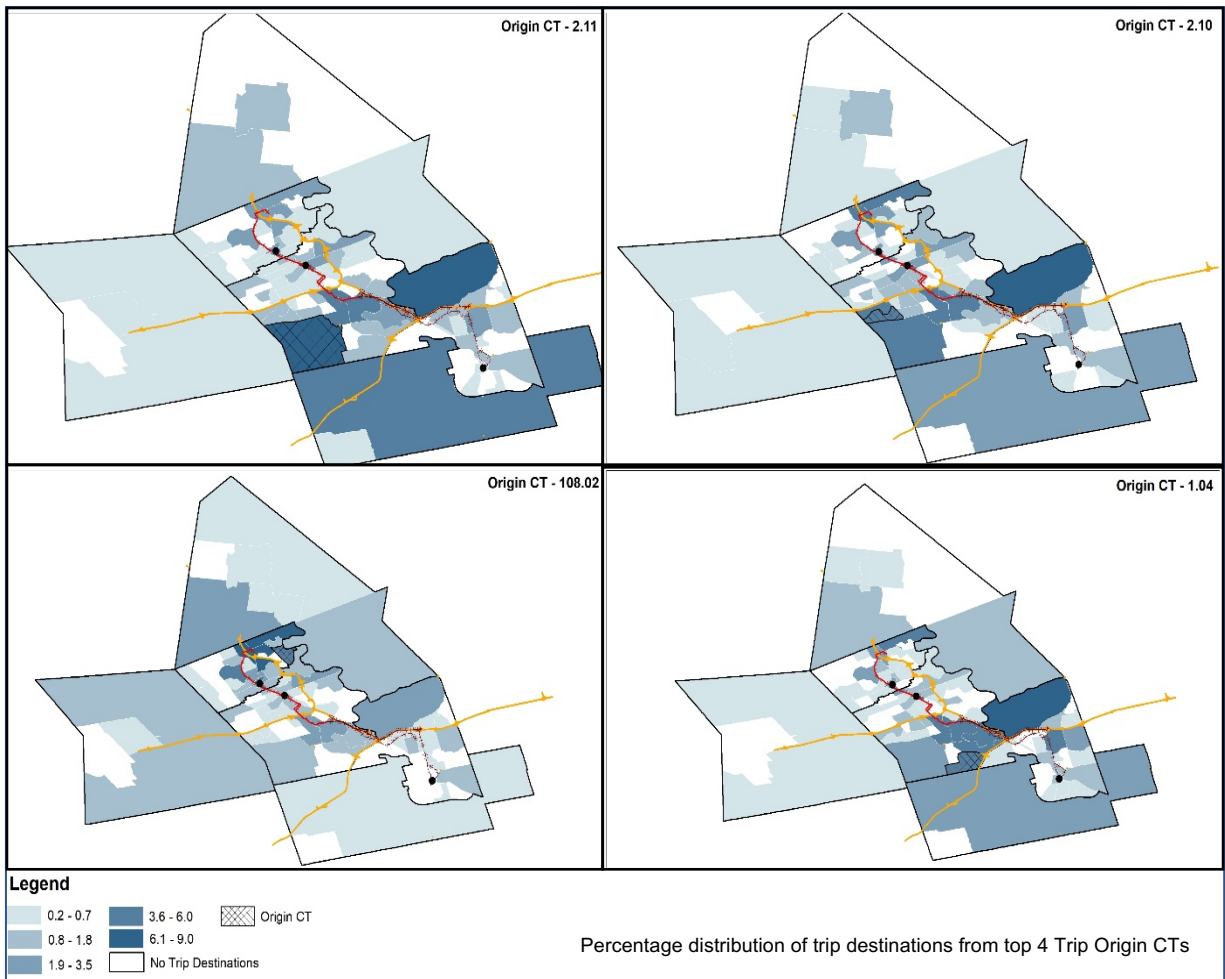 Origin CT - 2.11
Origin CT - 2.10
Origin CT - 108.02
Origin CT - 1.04
Legend
0.2 - 0.7
3.6 - 6.0
Origin CT
0.8 - 1.8
6.1 - 9.0
1.9 - 3.5
No Trip Destinations
Percentage distribution of trip destinations from top 4 Trip Origin CTs